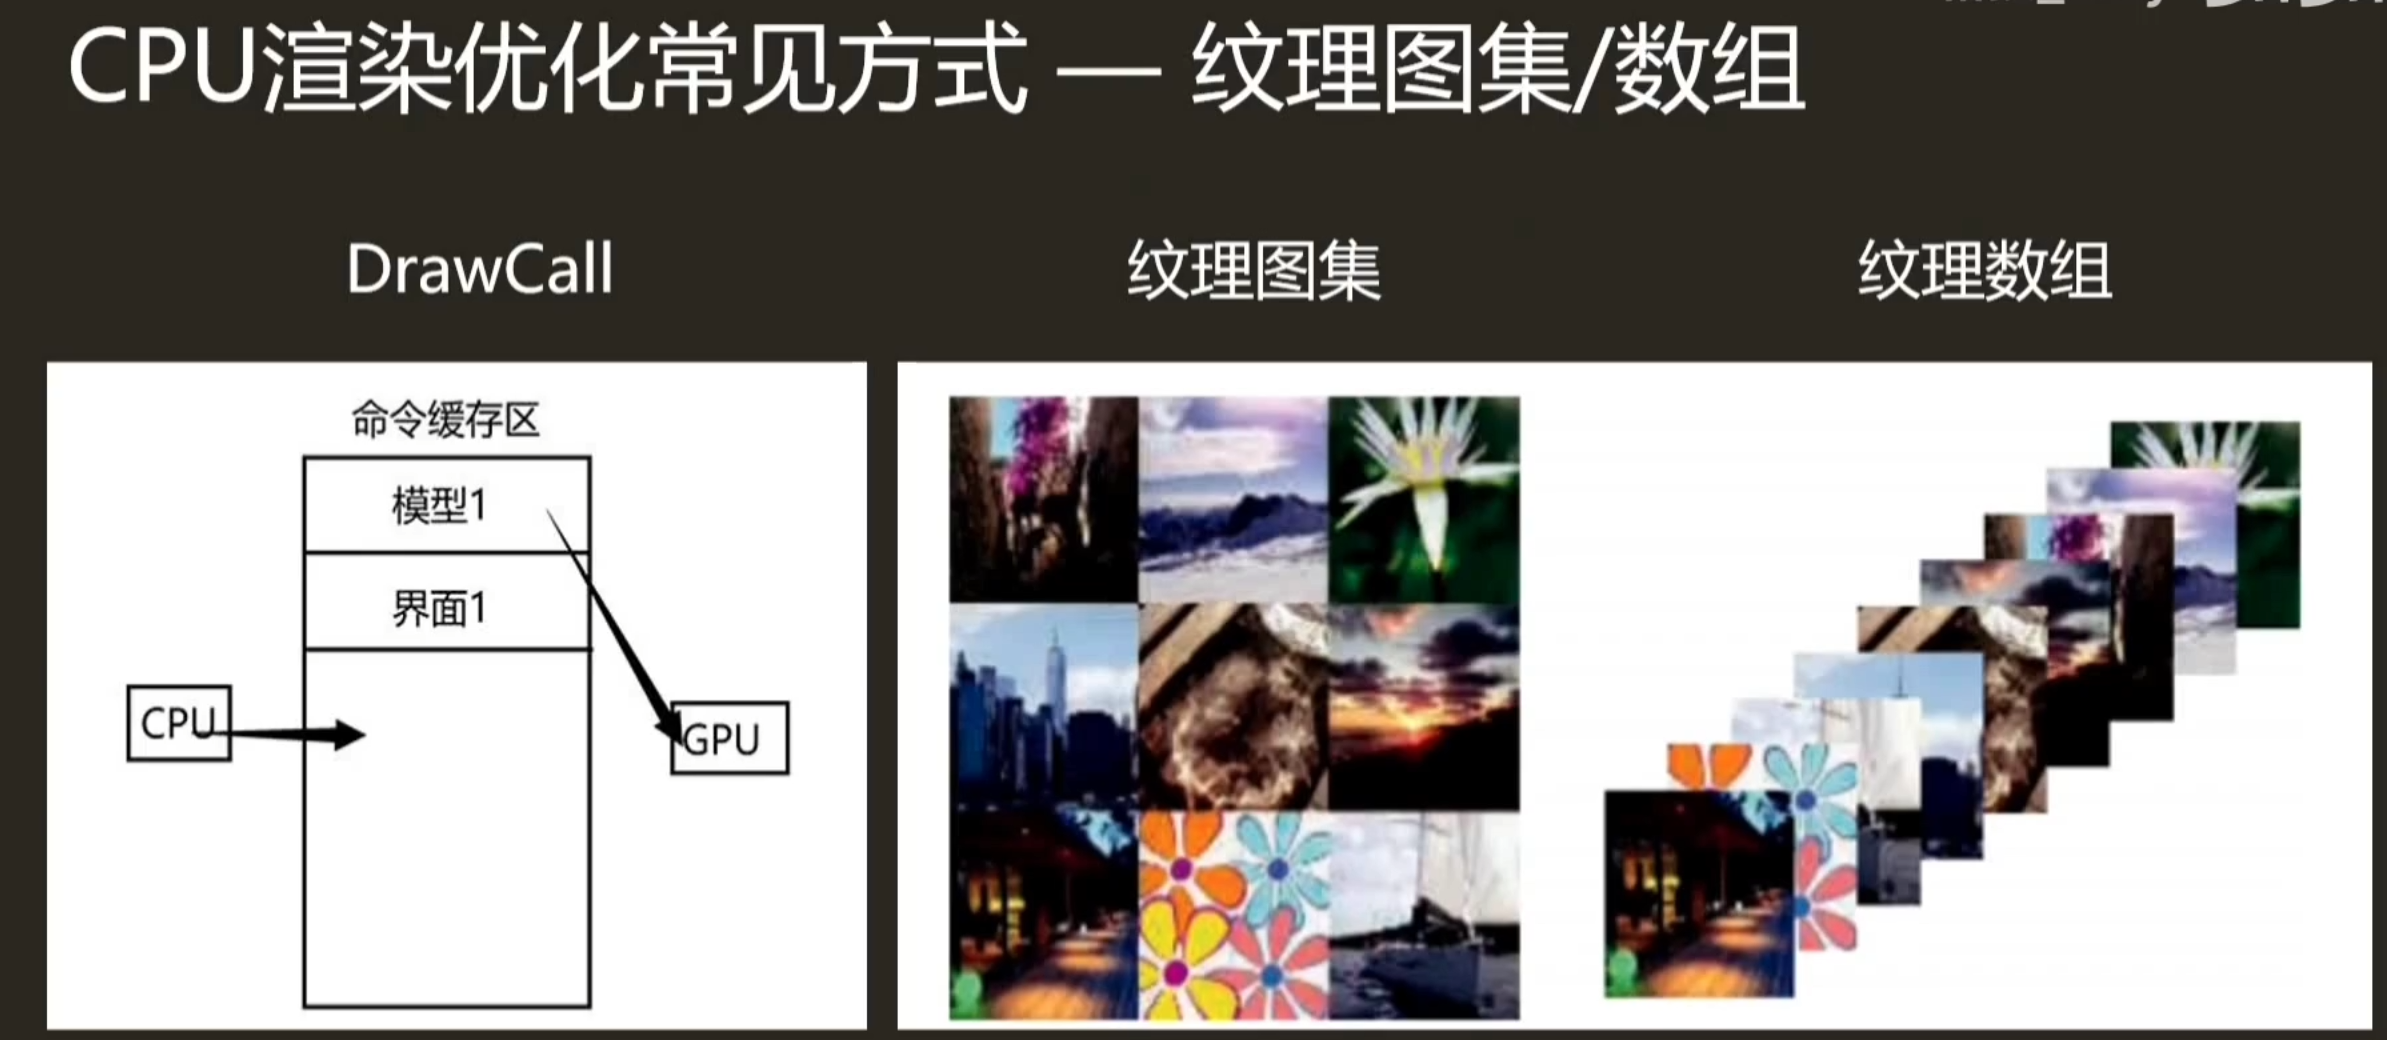 CPU渲染优化常见方式 — 纹理图集/数组
DrawCall
纹理图集
纹理数组
命令缓存区
模型1
界面1
CPU
GPU